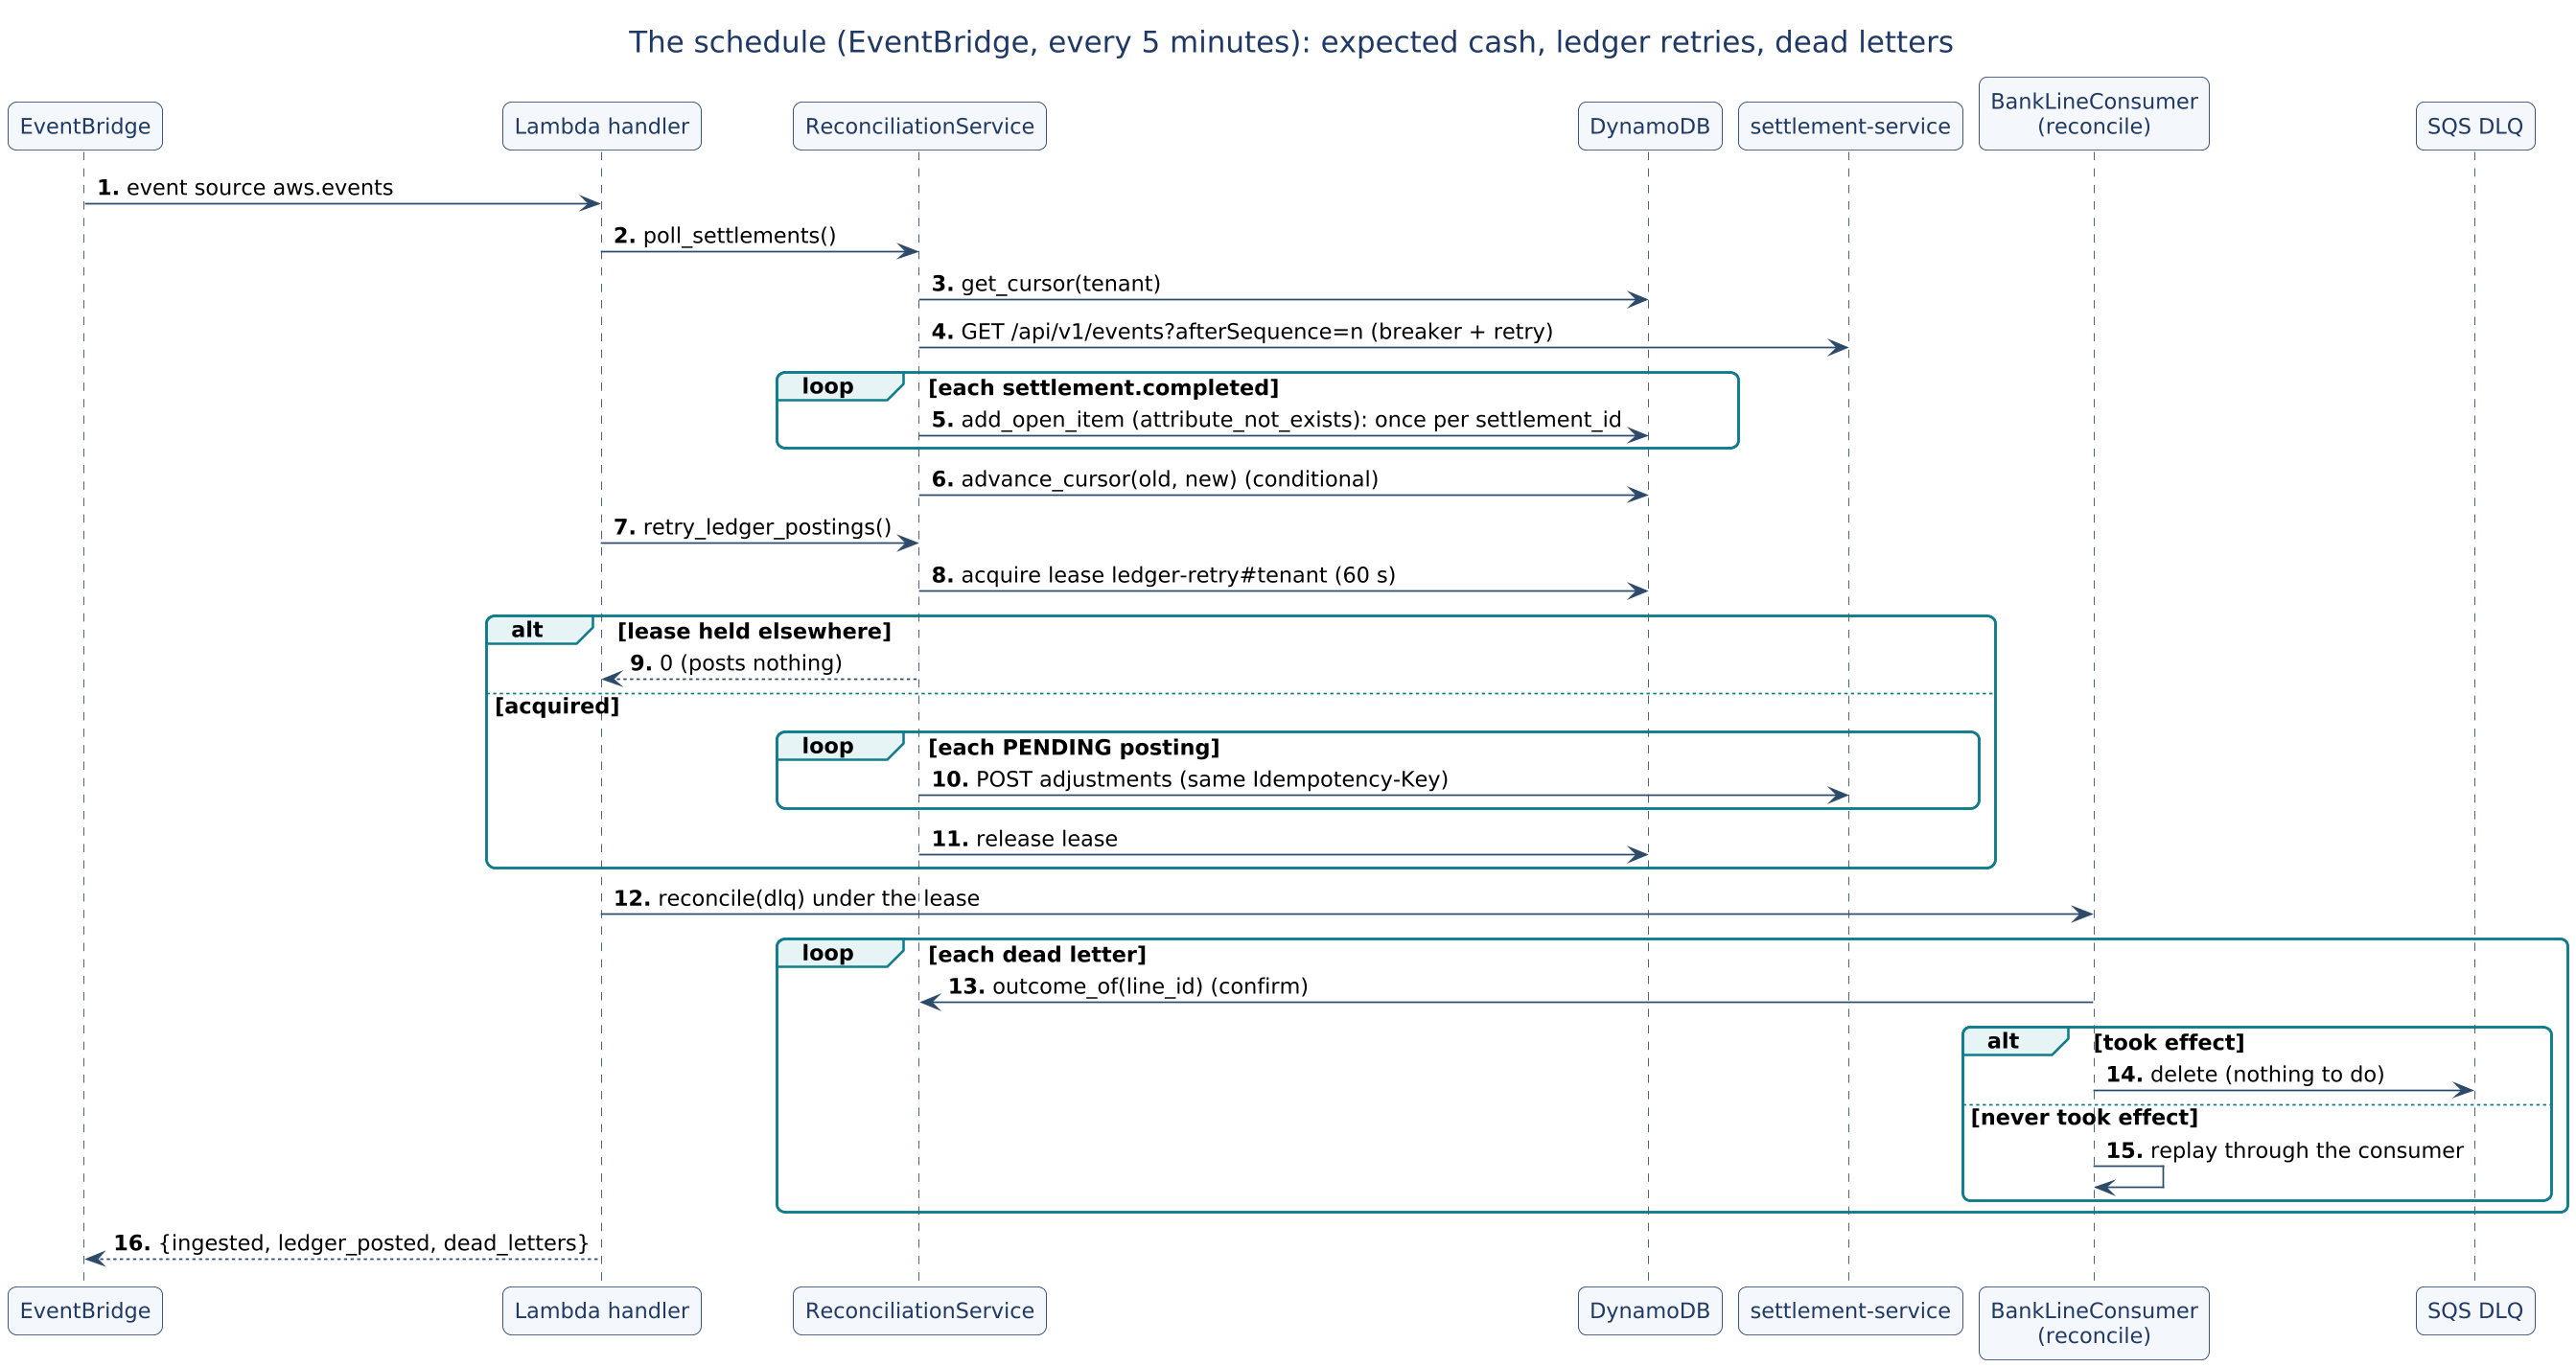 The schedule (EventBridge, every 5 minutes): expected cash, ledger retries, dead letters
EventBridge
Lambda handler
ReconciliationService
DynamoDB
settlement-service
BankLineConsumer
(reconcile)
SQS DLQ
1. event source aws.events
2. poll_settlements()
3. get_cursor(tenant)
4. GET /api/v1/events?afterSequence=n (breaker + retry)
loop
[each settlement.completed]
5. add_open_item (attribute_not_exists): once per settlement_id
6. advance_cursor(old, new) (conditional)
7. retry_ledger_postings()
8. acquire lease ledger-retry#tenant (60 s)
alt
[lease held elsewhere]
9. 0 (posts nothing)
[acquired]
loop
[each PENDING posting]
10. POST adjustments (same Idempotency-Key)
11. release lease
12. reconcile(dlq) under the lease
loop
[each dead letter]
13. outcome_of(line_id) (confirm)
alt
[took effect]
14. delete (nothing to do)
[never took effect]
15. replay through the consumer
16. {ingested, ledger_posted, dead_letters}
EventBridge
Lambda handler
ReconciliationService
DynamoDB
settlement-service
BankLineConsumer
(reconcile)
SQS DLQ